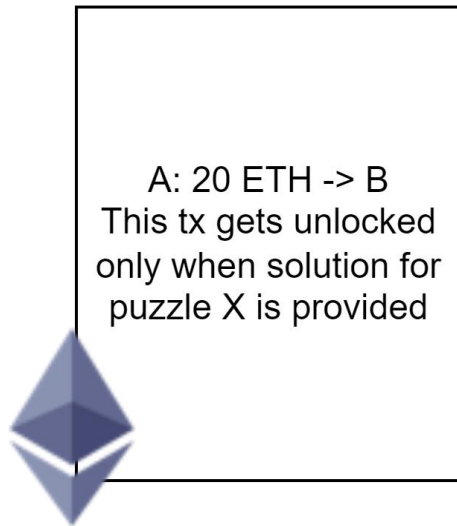 A: 20 ETH -> B
This tx gets unlocked
only when solution for
puzzle X is provided